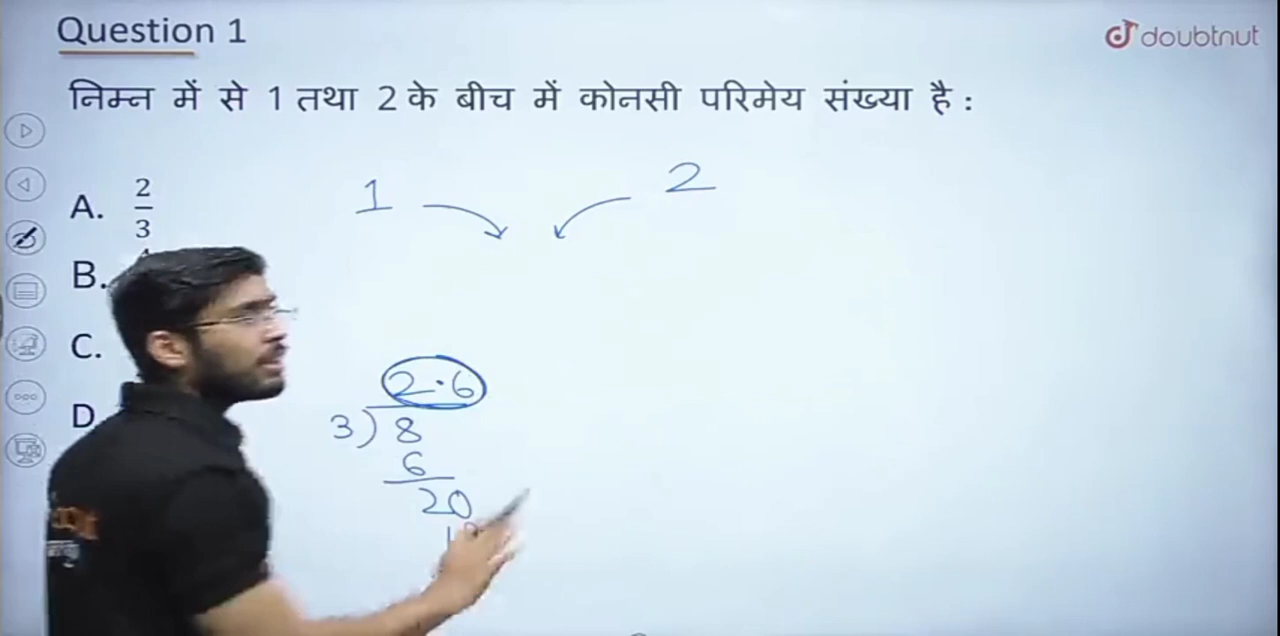 Question 1
doubtnut
निम्न में से 1 तथा 2 के बीच में कोनसी परिमेय संख्या है :
1 2
A. 2/3
B.
C.
D
2.6
3) 8
6
20